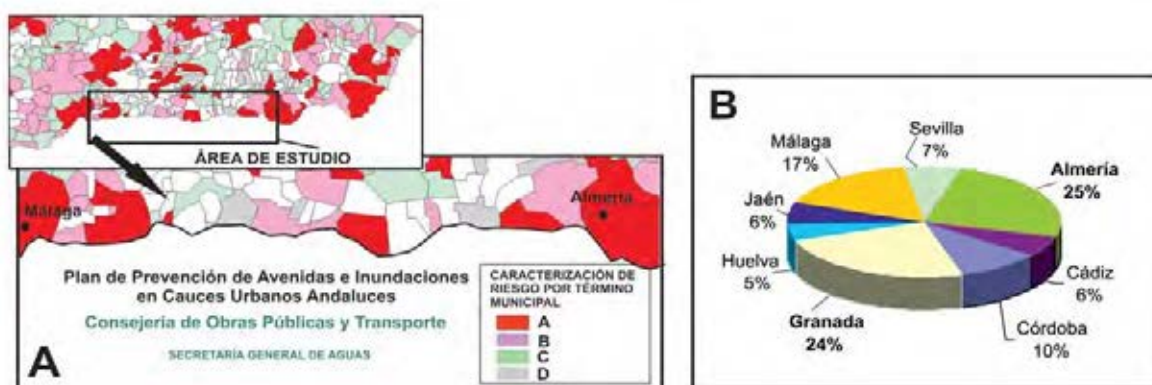 ÁREA DE ESTUDIO
Málaga
Almería
Plan de Prevención de Avenidas e Inundaciones
en Cauces Urbanos Andaluces
Consejería de Obras Públicas y Transporte
SECRETARÍA GENERAL DE AGUAS
A
CARACTERIZACIÓN DE
RIESGO POR TÉRMINO
MUNICIPAL
A
B
C
D
B
Sevilla
7%
Málaga
17%
Almería
25%
Jaén
6%
Huelva
5%
Cádiz
6%
Granada
24%
Córdoba
10%